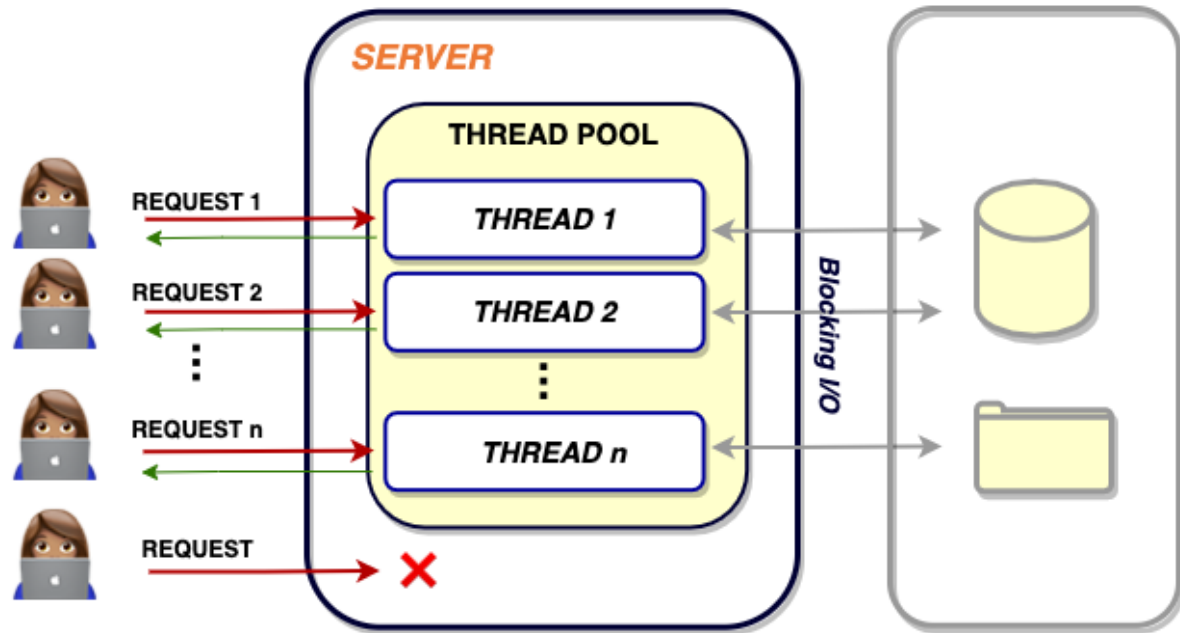 SERVER
THREAD POOL
REQUEST 1
THREAD 1
REQUEST 2
THREAD 2
Blocking I/O
REQUEST n
THREAD n
REQUEST